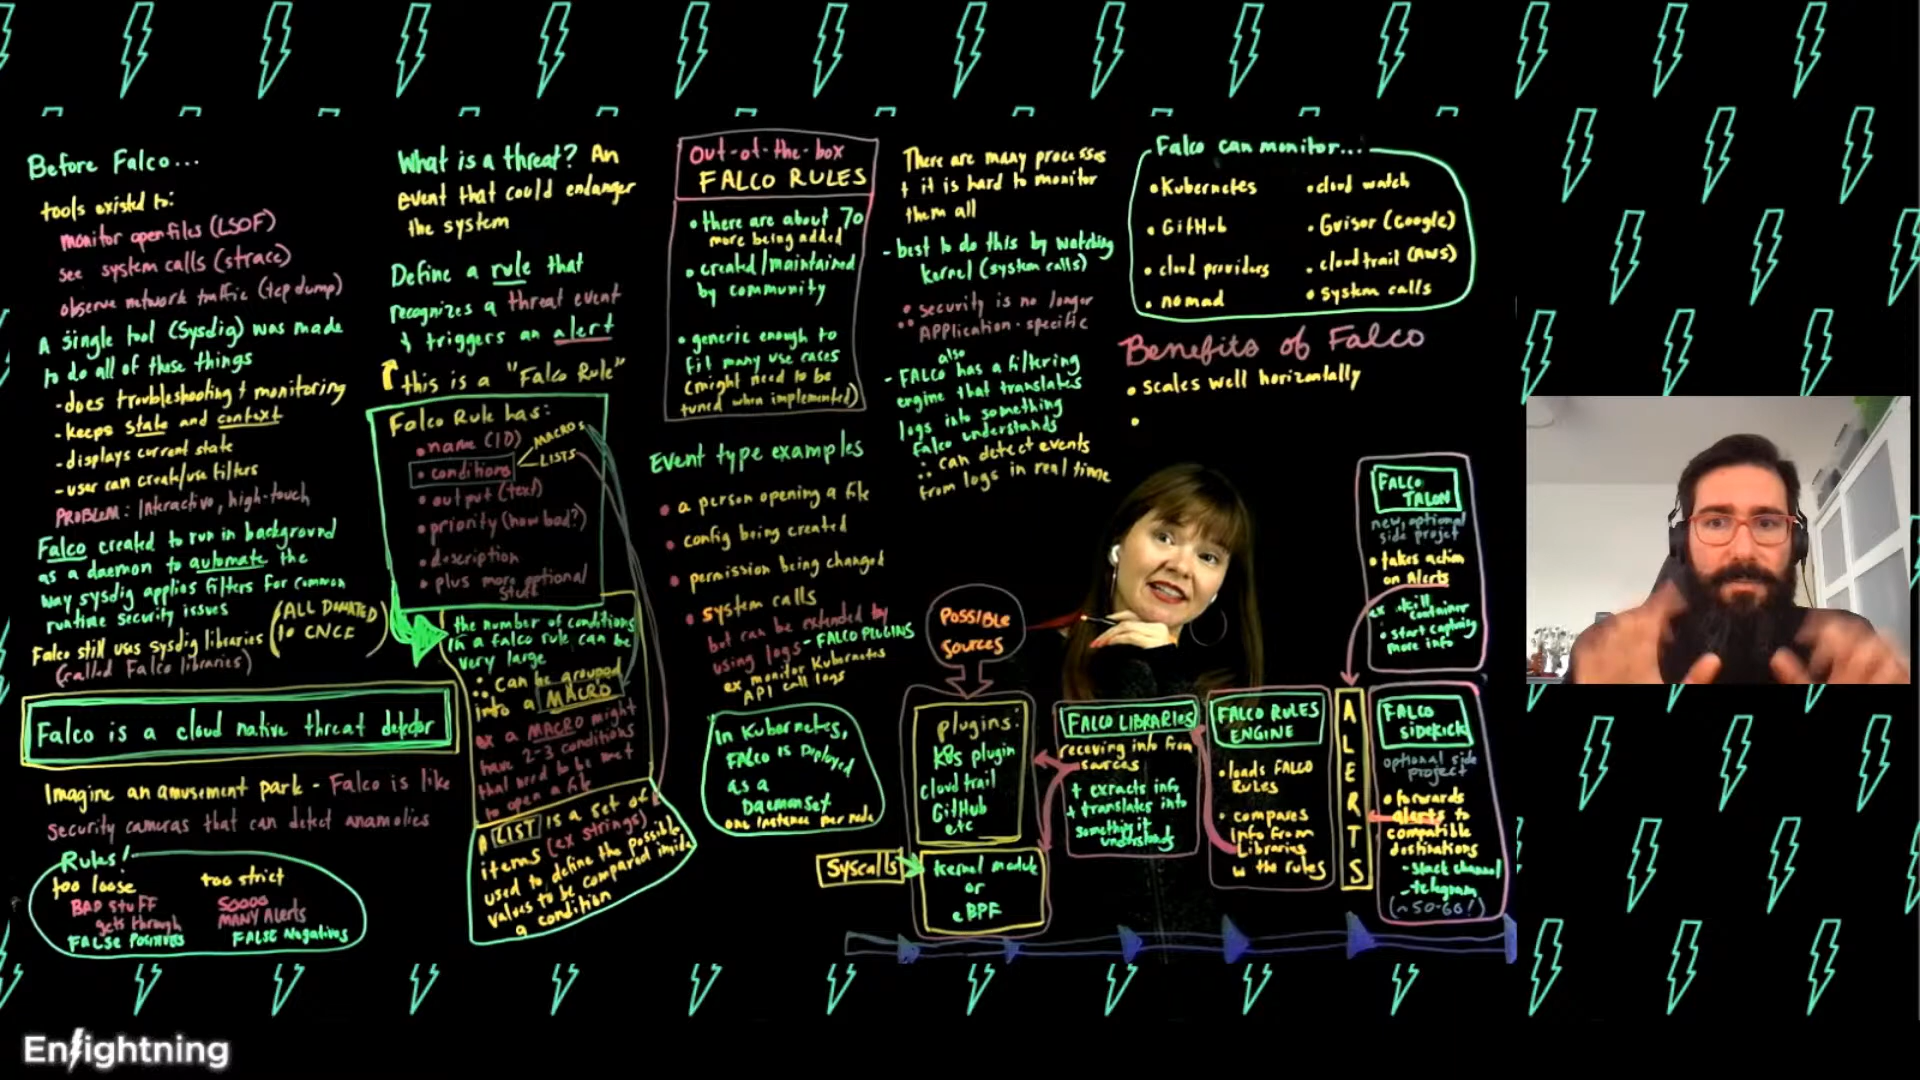 Before Falco...
tools existed to:
monitor open files (LSOF)
see system calls (strace)
observe network traffic (tcp dump)
A single tool (Sysdig) was made
to do all of these things
- does troubleshooting + monitoring
- keeps state and context
- displays current state
- user can create/use filters
PROBLEM: Interactive, high-touch
Falco created to run in background
as a daemon to automate the
way sysdig applies filters for common
runtime security issues
(ALL DONATED
to CNCF)
Falco still uses sysdig libraries
(called Falco libraries)
Falco is a cloud native threat detector
Imagine an amusement park - Falco is like
security cameras that can detect anamolies
Rules!
too loose
BAD stuFF
gets through
FALSE POSITIVES
too strict
Soooo
MANY Alerts
FALSE Negatives
What is a threat? An
event that could endanger
the system
Define a rule that
recognizes a threat event
+ triggers an alert
this is a "Falco Rule"
Falco Rule has:
• name (ID)
• conditions
MACROS
LISTS
• output (text)
• priority (how bad?)
• description
• plus more optional
stuff
the number of conditions
in a falco rule can be
very large
∴ can be grouped
into a MACRO
ex a MACRO might
have 2-3 conditions
that need to be met
to open a file
A LIST is a set of
items (ex strings)
used to define the possible
values to be compared inside
a condition
Out-of-the-box
FALCO RULES
• there are about 70
more being added
• created/maintained
by community
• generic enough to
fit many use cases
(might need to be
tuned when implemented)
Event type examples
• a person opening a file
• config being created
• permission being changed
• system calls
but can be extended by
using logs - FALCO PLUGINS
ex monitor Kubernetes
API call logs
In Kubernetes,
FALCO is Deployed
as a
DaemonSet
one instance per node
There are many processes
+ it is hard to monitor
them all
- best to do this by watching
kernel (system calls)
• security is no longer
APPlication-specific
also
- FALCO has a filtering
engine that translates
logs into something
Falco understands
∴ can detect events
from logs in real time
Falco can monitor...
• Kubernetes
• GitHub
• cloud providers
• nomad
• cloud watch
• Gvisor (Google)
• cloudtrail (AWS)
• system calls
Benefits of Falco
• scales well horizontally
•
POSSIBLE
SOURCES
plugins:
k8s plugin
cloudtrail
GitHub
etc
Syscalls
kernel module
or
eBPF
FALCO LIBRARIES
receving info from
sources
+ exracts info
+ translates into
something it
understands
FALCO RULES
ENGINE
• loads FALCO
RULES
• compares
info from
Libraries
w the rules
ALERTS
FALCO
TALON
new, optional
side projet
• takes action
on Alerts
ex • kill
container
• start capturing
more info
FALCO
SIDEKICK
optional side
project
• forwards
alerts to
compatible
destinations
- slack channel
- telegram
(~50-60!)
Enlightning